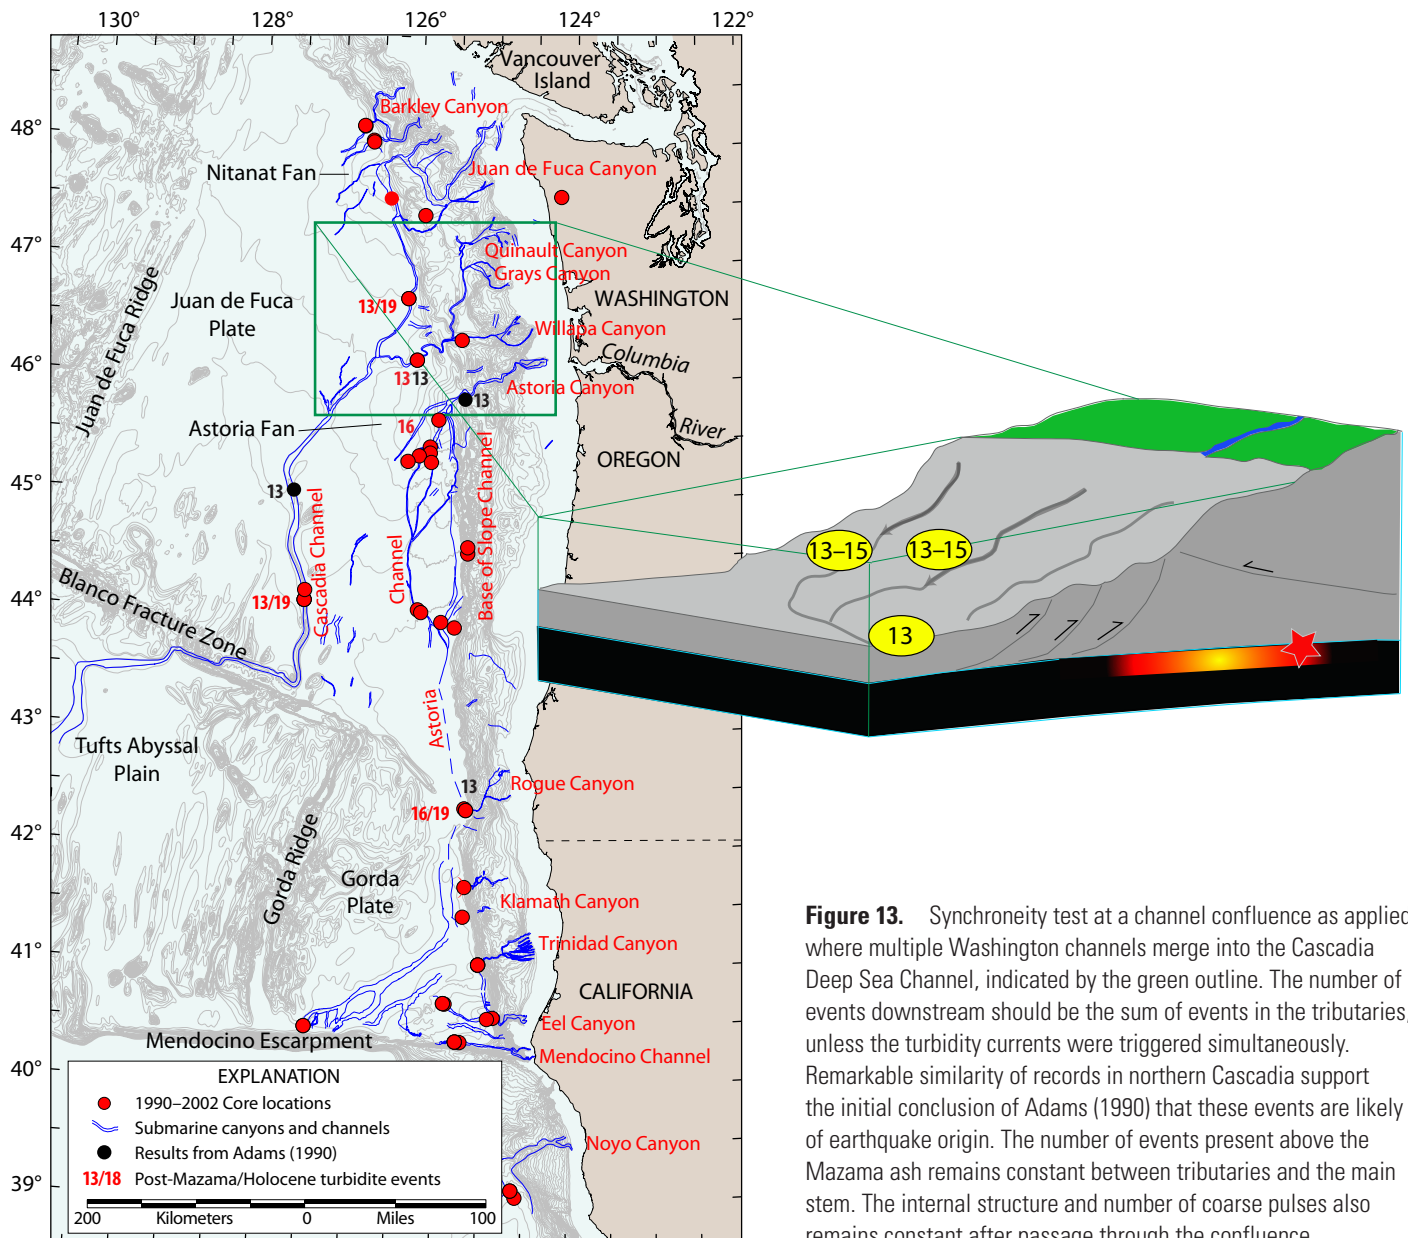 130°
128°
126°
124°
122°
Vancouver
Island
Barkley Canyon
48°
Nitanat Fan
Juan de Fuca Canyon
47°
Quinault Canyon
Grays Canyon
Juan de Fuca
Plate
13/19
WASHINGTON
Juan de Fuca Ridge
Willapa Canyon
46°
Columbia
13 13
Astoria Canyon
13
Astoria Fan
16
River
OREGON
45°
13
Base of Slope Channel
Cascadia Channel
Channel
44°
13/19
Blanco Fracture Zone
13–15
13–15
13
43°
Astoria
Tufts Abyssal
Plain
13
Rogue Canyon
16/19
42°
Gorda Ridge
Gorda
Plate
Klamath Canyon
41°
Trinidad Canyon
CALIFORNIA
Eel Canyon
Mendocino Escarpment
Mendocino Channel
40°
EXPLANATION
1990–2002 Core locations
Submarine canyons and channels
Results from Adams (1990)
13/18 Post-Mazama/Holocene turbidite events
200 Kilometers 0 Miles 100
Noyo Canyon
39°
Figure 13. Synchroneity test at a channel confluence as applied
where multiple Washington channels merge into the Cascadia
Deep Sea Channel, indicated by the green outline. The number of
events downstream should be the sum of events in the tributaries,
unless the turbidity currents were triggered simultaneously.
Remarkable similarity of records in northern Cascadia support
the initial conclusion of Adams (1990) that these events are likely
of earthquake origin. The number of events present above the
Mazama ash remains constant between tributaries and the main
stem. The internal structure and number of coarse pulses also
remains constant after passage through the confluence.